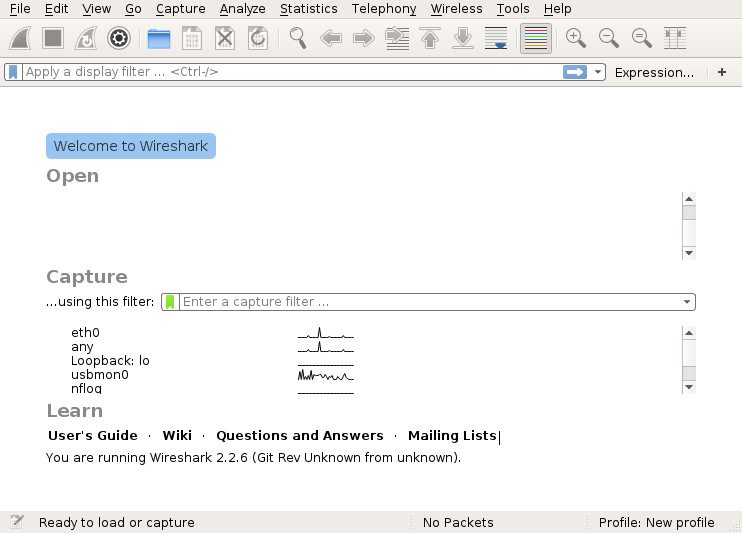 File Edit View Go Capture Analyze Statistics Telephony Wireless Tools Help
Apply a display filter ... <Ctrl-/> Expression... +
Welcome to Wireshark
Open
Capture
...using this filter: Enter a capture filter ...
eth0
any
Loopback: lo
usbmon0
nflog
Learn
User's Guide · Wiki · Questions and Answers · Mailing Lists
You are running Wireshark 2.2.6 (Git Rev Unknown from unknown).
Ready to load or capture No Packets Profile: New profile